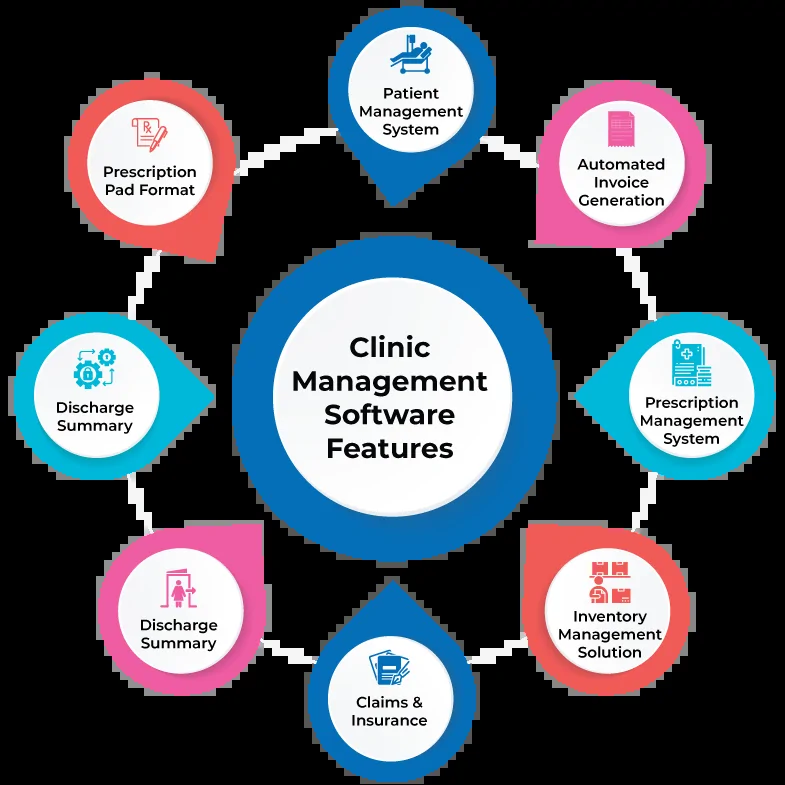 Patient
Management
System
Automated
Invoice
Generation
Prescription
Management
System
Inventory
Management
Solution
Claims &
Insurance
Discharge
Summary
Discharge
Summary
Prescription
Pad Format
Clinic
Management
Software
Features